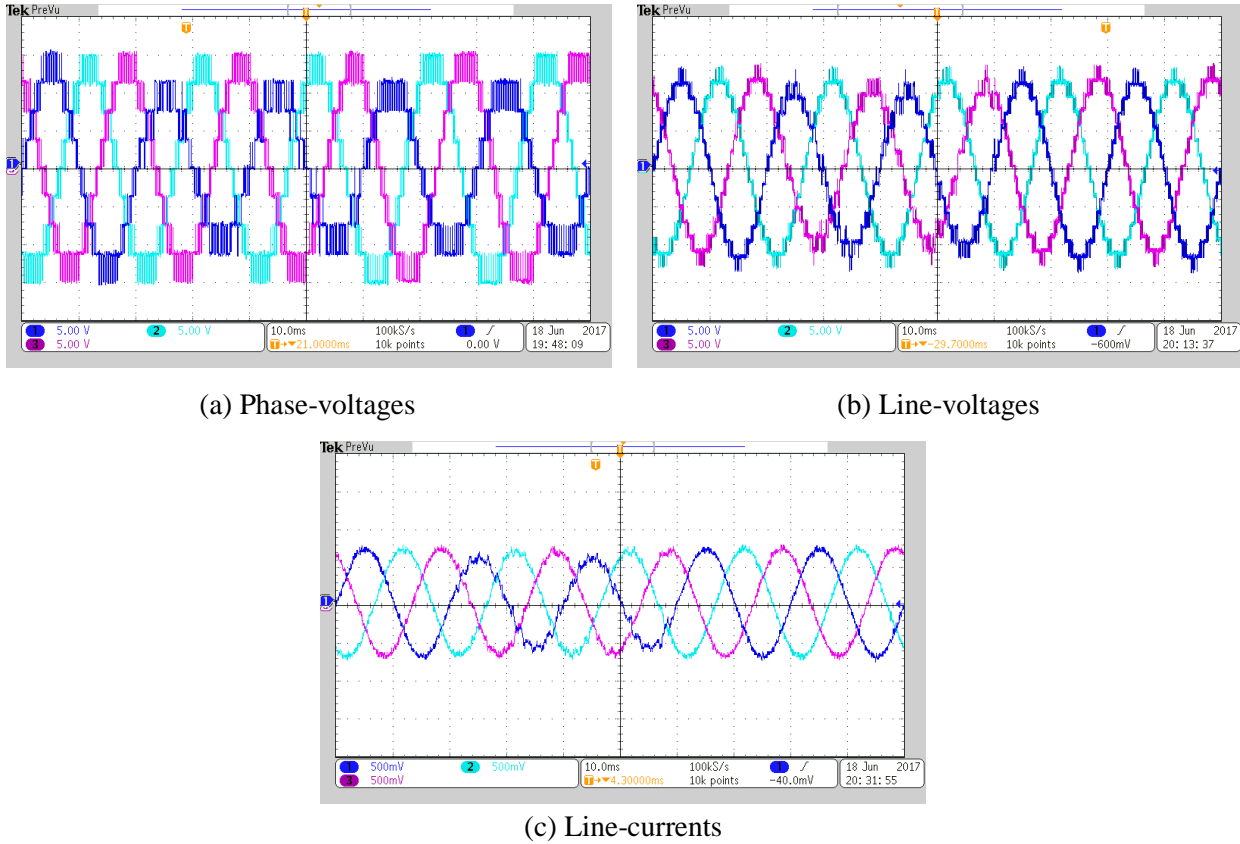 Tek PreVu
T
T
T
1
3
1 5.00 V 2 5.00 V
3 5.00 V
10.0ms 100kS/s 1
T→▼21.0000ms 10k points 0.00 V
18 Jun 2017
19:48:09
(a) Phase-voltages
Tek PreVu
T
T
1
1 5.00 V 2 5.00 V
3 5.00 V
10.0ms 100kS/s 1
T→▼-29.7000ms 10k points -600mV
18 Jun 2017
20:13:37
(b) Line-voltages
Tek PreVu
T
T
1
1 500mV 2 500mV
3 500mV
10.0ms 100kS/s 1
T→▼4.30000ms 10k points -40.0mV
18 Jun 2017
20:31:55
(c) Line-currents